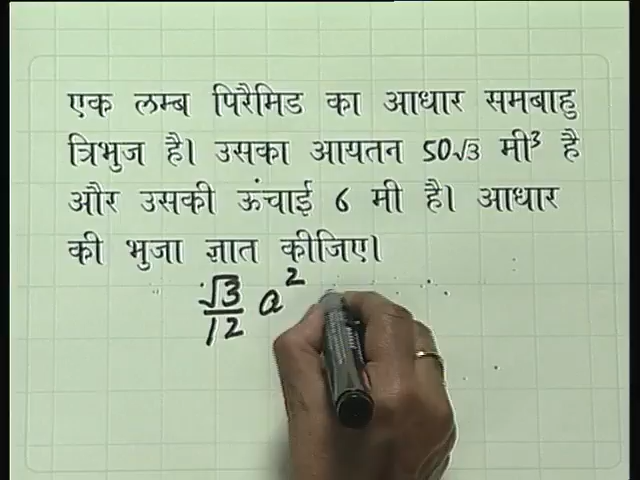 एक लम्ब पिरैमिड का आधार समबाहु
त्रिभुज है। उसका आयतन 50√3 मी³ है
और उसकी ऊंचाई 6 मी है। आधार
की भुजा ज्ञात कीजिए।
√3/12 a²